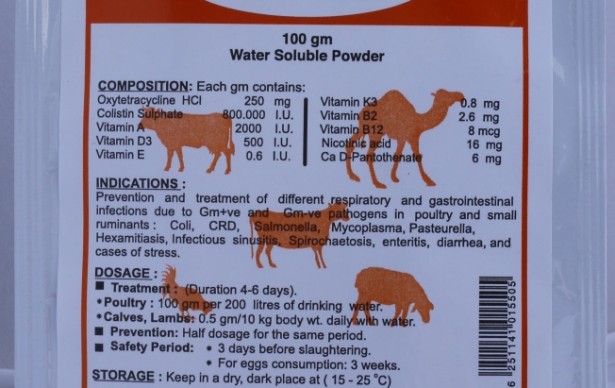 100 gm
Water Soluble Powder
COMPOSITION: Each gm contains:
Oxytetracycline HCl 250 mg
Colistin Sulphate 800.000 I.U.
Vitamin A 2000 I.U.
Vitamin D3 500 I.U.
Vitamin E 0.6 I.U.
Vitamin K3 0.8 mg
Vitamin B2 2.6 mg
Vitamin B12 8 mcg
Nicotinic acid 16 mg
Ca D-Pantothenate 6 mg
INDICATIONS :
Prevention and treatment of different respiratory and gastrointestinal
infections due to Gm+ve and Gm-ve pathogens in poultry and small
ruminants : Coli, CRD, Salmonella, Mycoplasma, Pasteurella,
Hexamitiasis, Infectious sinusitis, Spirochaetosis, enteritis, diarrhea, and
cases of stress.
DOSAGE :
■ Treatment : (Duration 4-6 days).
• Poultry : 100 gm per 200 litres of drinking water.
• Calves, Lambs: 0.5 gm/10 kg body wt. daily with water.
■ Prevention: Half dosage for the same period.
■ Safety Period: • 3 days before slaughtering.
• For eggs consumption: 3 weeks.
STORAGE : Keep in a dry, dark place at ( 15 - 25 °C)
6 251141 015505